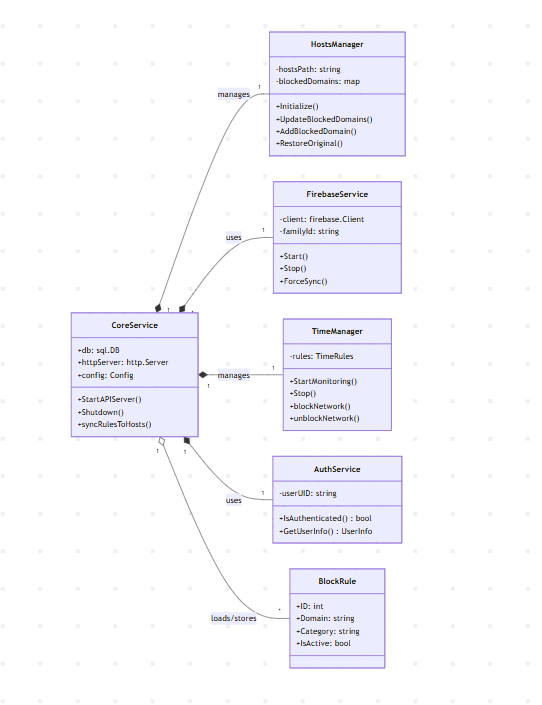 HostsManager
-hostsPath: string
-blockedDomains: map
+Initialize()
+UpdateBlockedDomains()
+AddBlockedDomain()
+RestoreOriginal()
1
manages
FirebaseService
-client: firebase.Client
-familyId: string
+Start()
+Stop()
+ForceSync()
1
uses
1
1
CoreService
+db: sql.DB
+httpServer: http.Server
+config: Config
+StartAPIServer()
+Shutdown()
+syncRulesToHosts()
TimeManager
-rules: TimeRules
+StartMonitoring()
+Stop()
+blockNetwork()
+unblockNetwork()
1
manages
1
1
1
AuthService
-userUID: string
+IsAuthenticated() : bool
+GetUserInfo() : UserInfo
1
uses
BlockRule
+ID: int
+Domain: string
+Category: string
+IsActive: bool
*
loads/stores